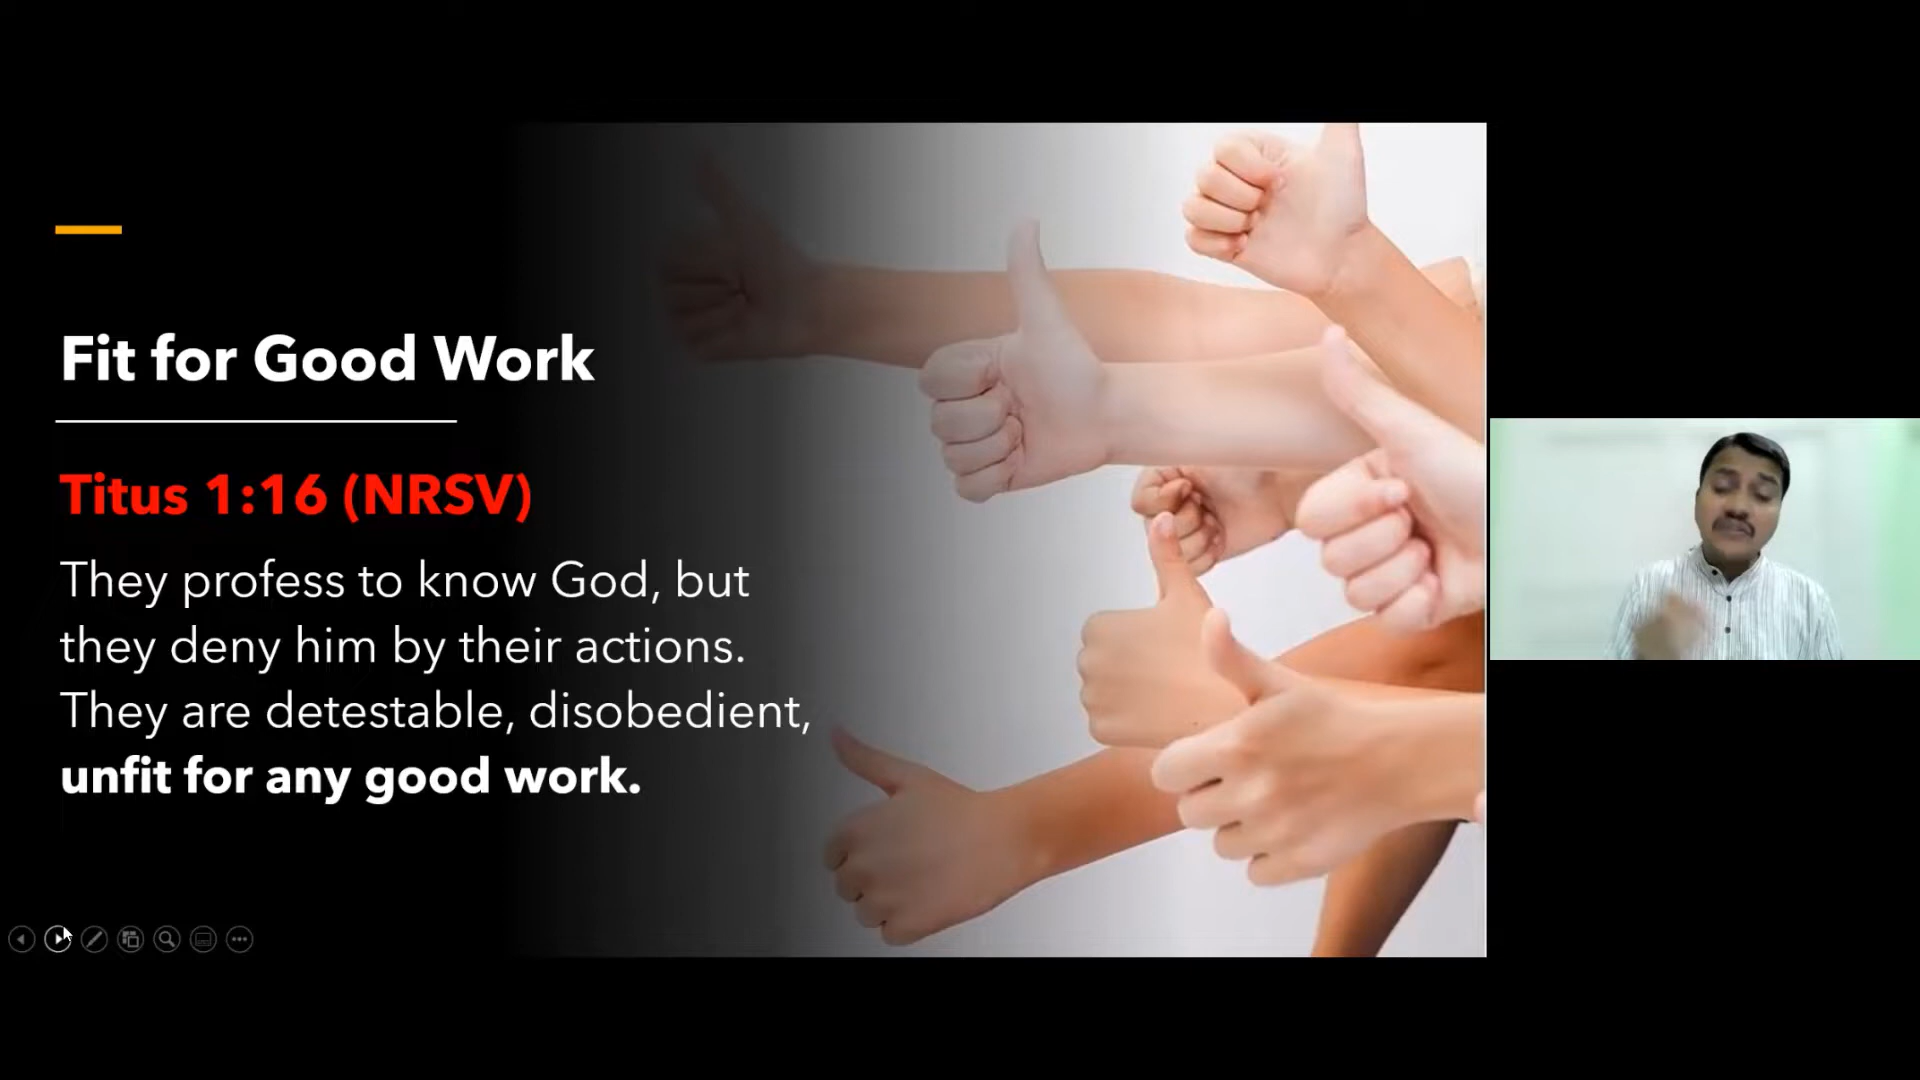 Fit for Good Work
Titus 1:16 (NRSV)
They profess to know God, but
they deny him by their actions.
They are detestable, disobedient,
unfit for any good work.